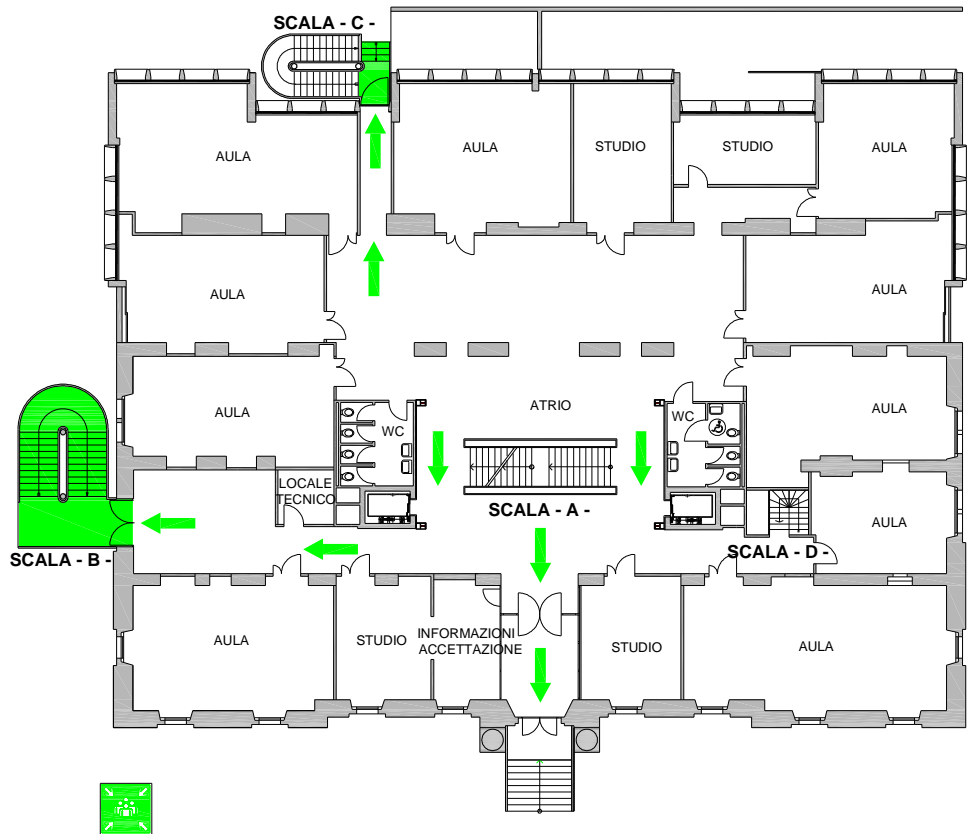 SCALA - C -
AULA
AULA
STUDIO
STUDIO
AULA
AULA
AULA
AULA
ATRIO
AULA
WC
WC
LOCALE
TECNICO
SCALA - A -
AULA
SCALA - B -
SCALA - D -
AULA
STUDIO
INFORMAZIONI
ACCETTAZIONE
STUDIO
AULA